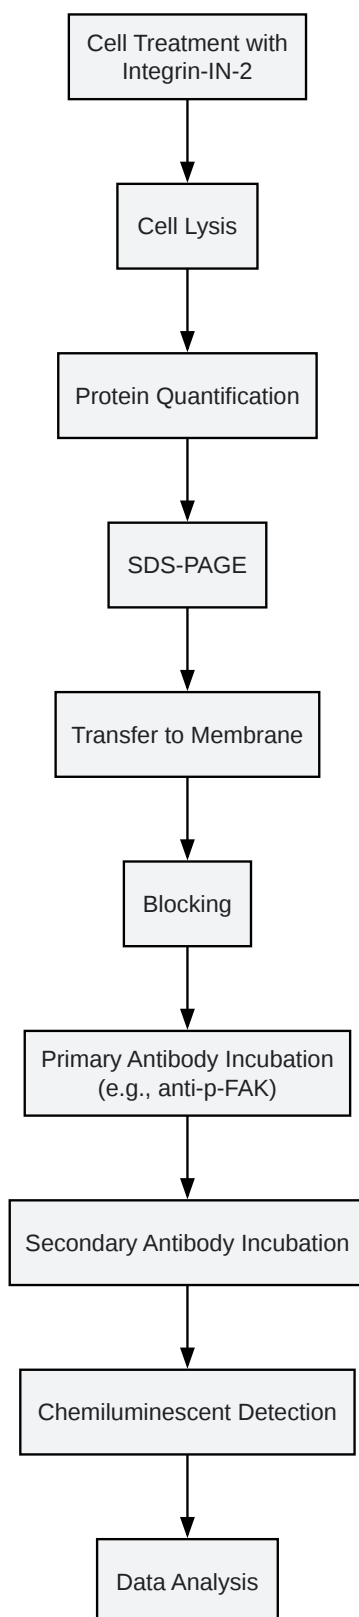 Cell Treatment with
Integrin-IN-2
Cell Lysis
Protein Quantification
SDS-PAGE
Transfer to Membrane
Blocking
Primary Antibody Incubation
(e.g., anti-p-FAK)
Secondary Antibody Incubation
Chemiluminescent Detection
Data Analysis